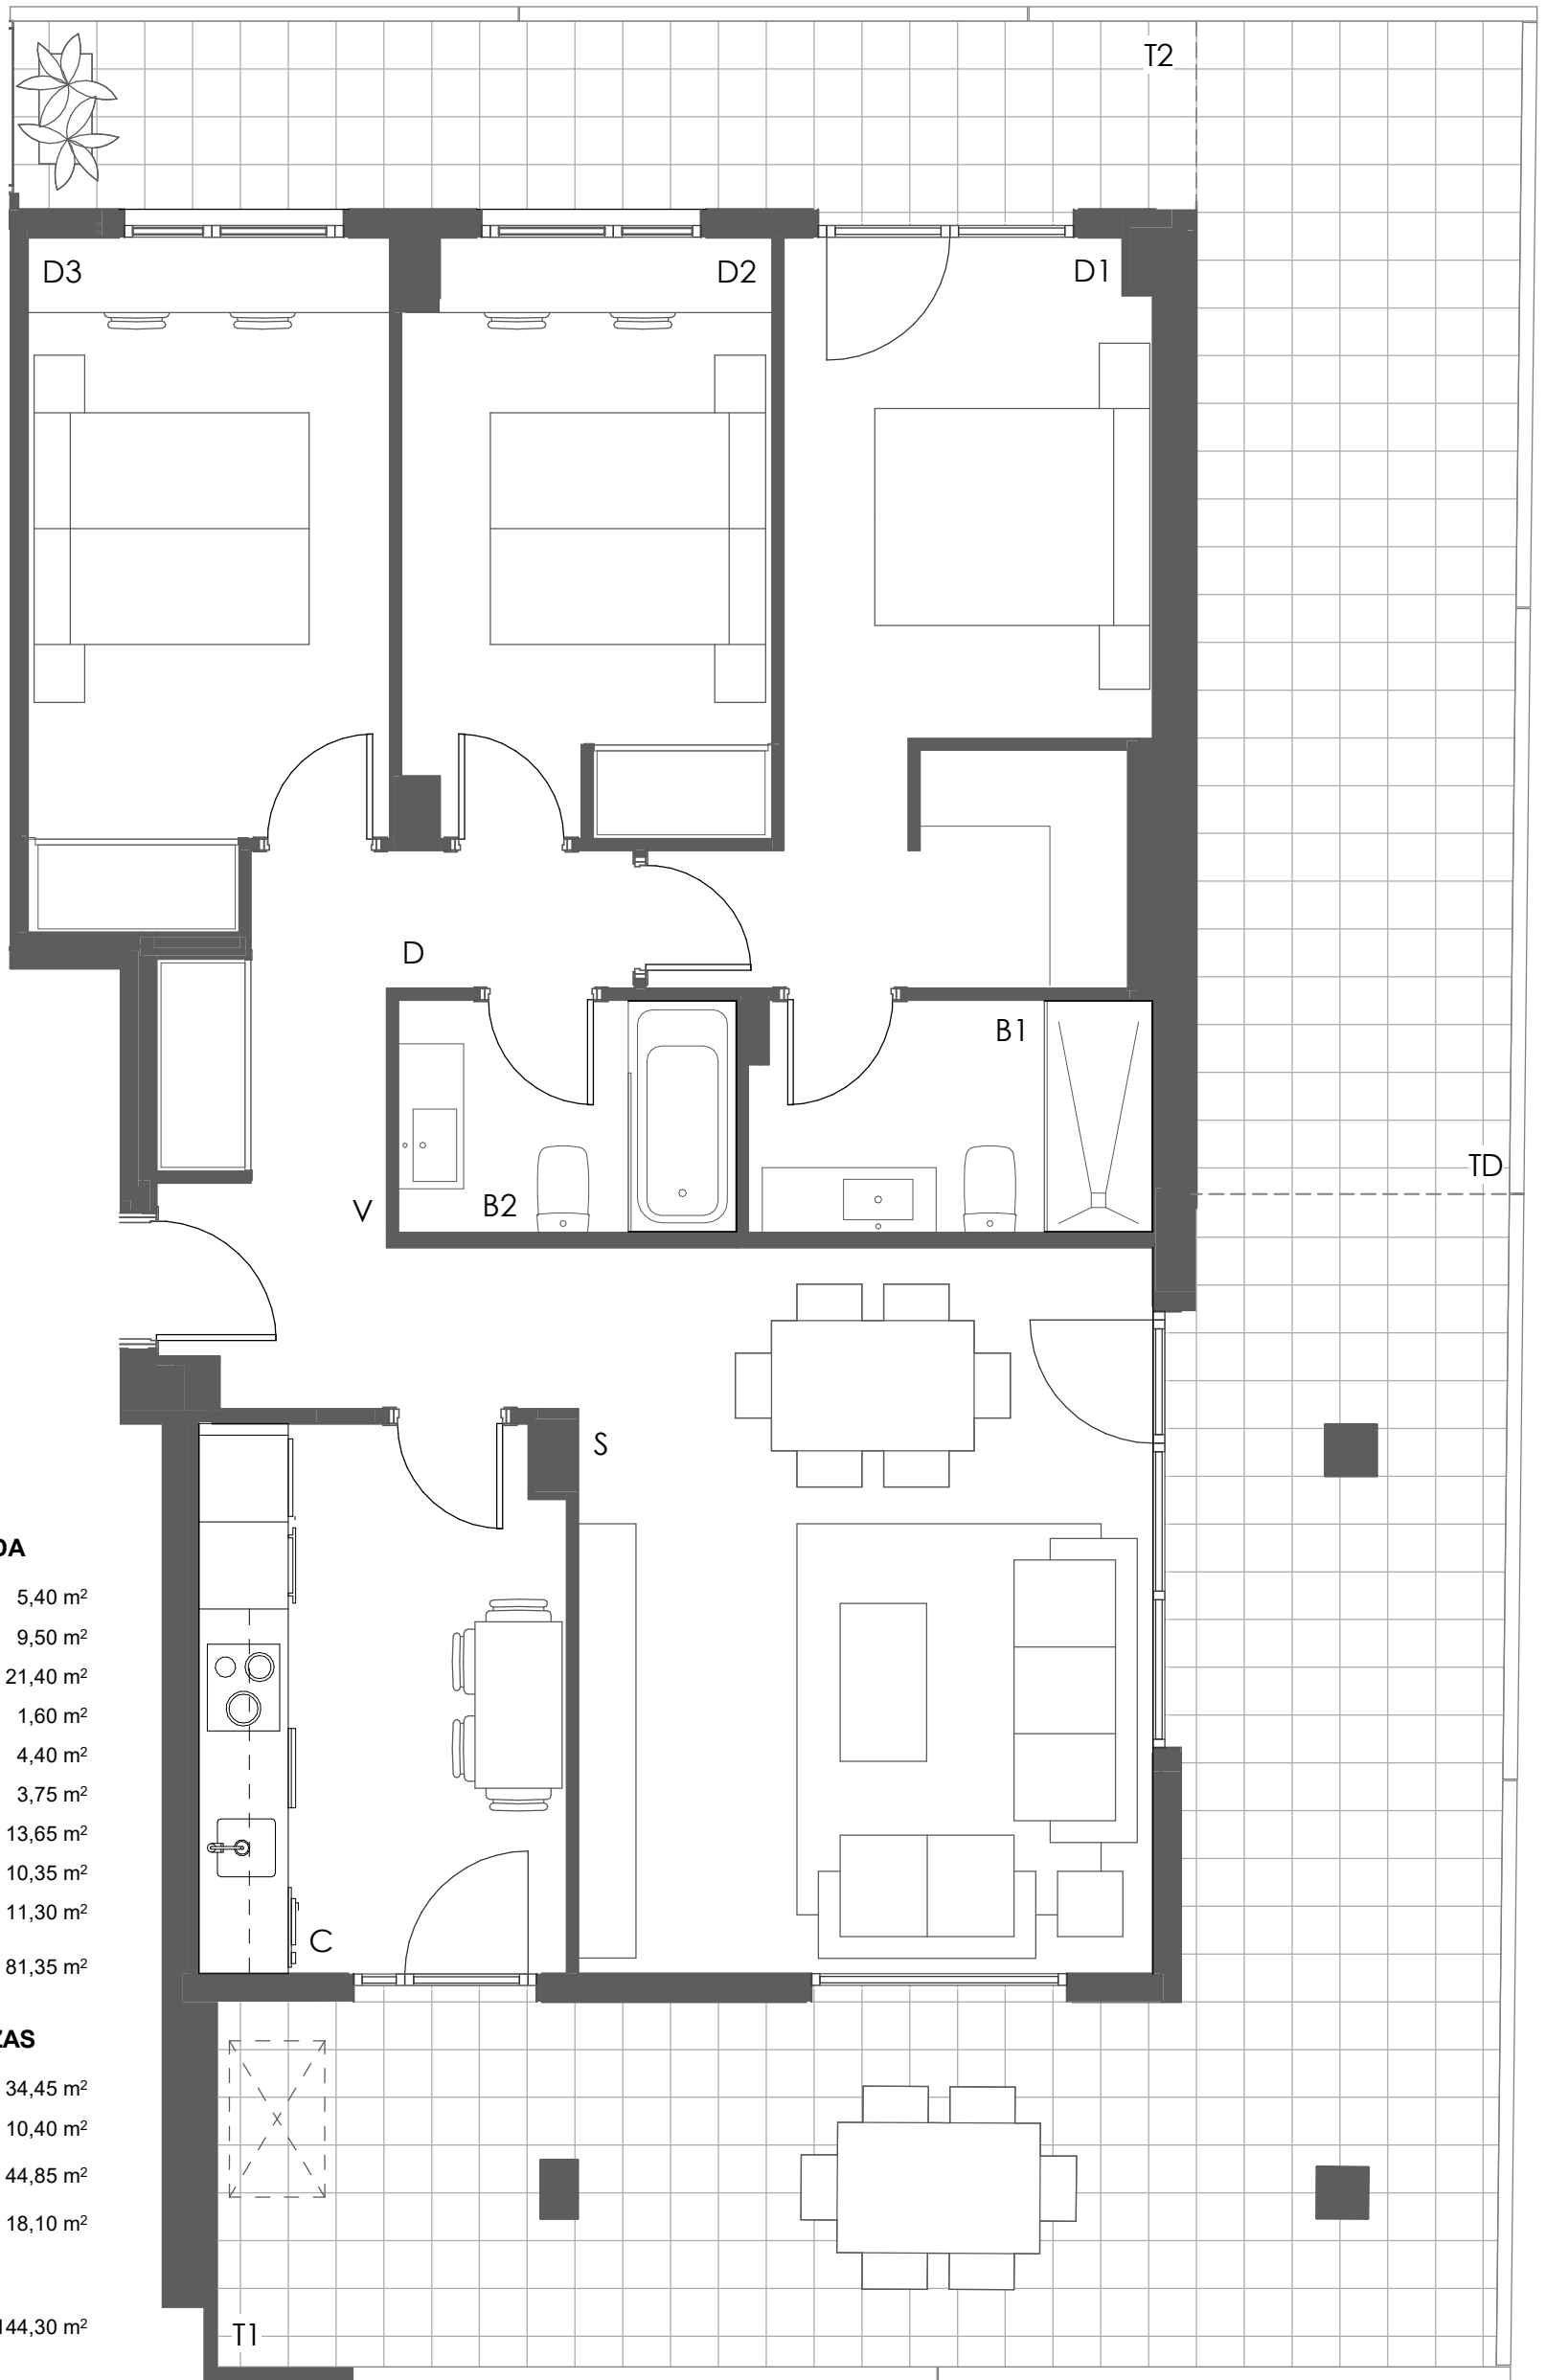 T2
D3
D2
D1
D
B1
TD
V
B2
S
DA
5,40 m²
9,50 m²
21,40 m²
1,60 m²
4,40 m²
3,75 m²
13,65 m²
10,35 m²
11,30 m²
C
81,35 m²
ZAS
34,45 m²
10,40 m²
44,85 m²
18,10 m²
144,30 m²
T1